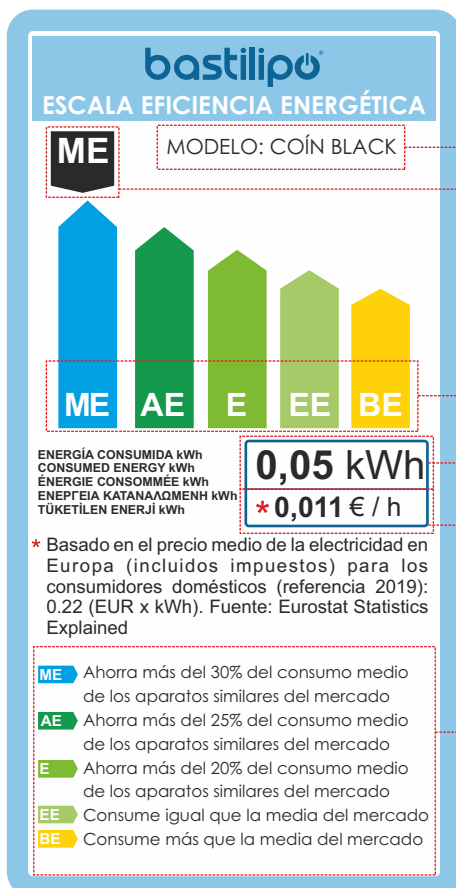 bastilipo®
ESCALA EFICIENCIA ENERGÉTICA
ME
MODELO: COÍN BLACK
ME AE E EE BE
ENERGÍA CONSUMIDA kWh
CONSUMED ENERGY kWh
ÉNERGIE CONSOMMÉE kWh
ΕΝΕΡΓΕΙΑ ΚΑΤΑΝΑΛΩΜΕΝΗ kWh
TÜKETİLEN ENERJİ kWh
0,05 kWh
* 0,011 € / h
* Basado en el precio medio de la electricidad en
Europa (incluidos impuestos) para los
consumidores domésticos (referencia 2019):
0.22 (EUR x kWh). Fuente: Eurostat Statistics
Explained
ME Ahorra más del 30% del consumo medio
de los aparatos similares del mercado
AE Ahorra más del 25% del consumo medio
de los aparatos similares del mercado
E Ahorra más del 20% del consumo medio
de los aparatos similares del mercado
EE Consume igual que la media del mercado
BE Consume más que la media del mercado